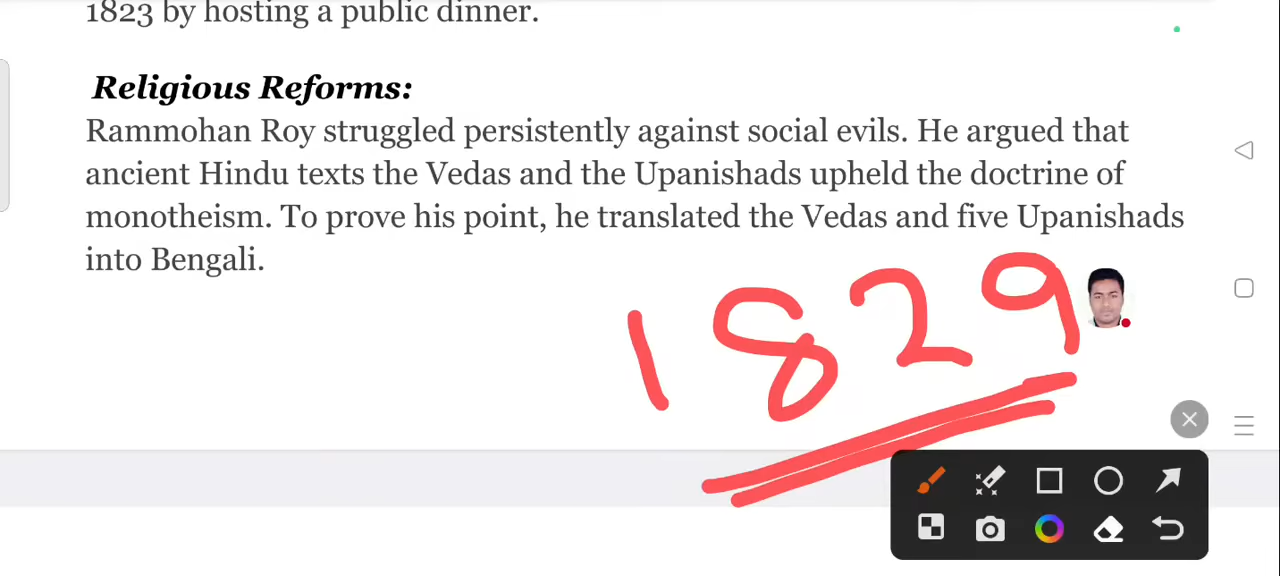 1823 by hosting a public dinner.
Religious Reforms:
Rammohan Roy struggled persistently against social evils. He argued that
ancient Hindu texts the Vedas and the Upanishads upheld the doctrine of
monotheism. To prove his point, he translated the Vedas and five Upanishads
into Bengali.
1829